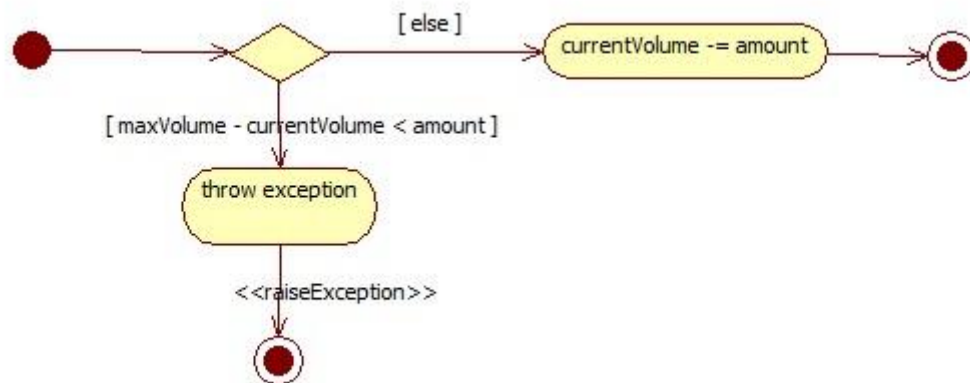 [ else ]
currentVolume -= amount
[ maxVolume - currentVolume < amount ]
throw exception
<<raiseException>>